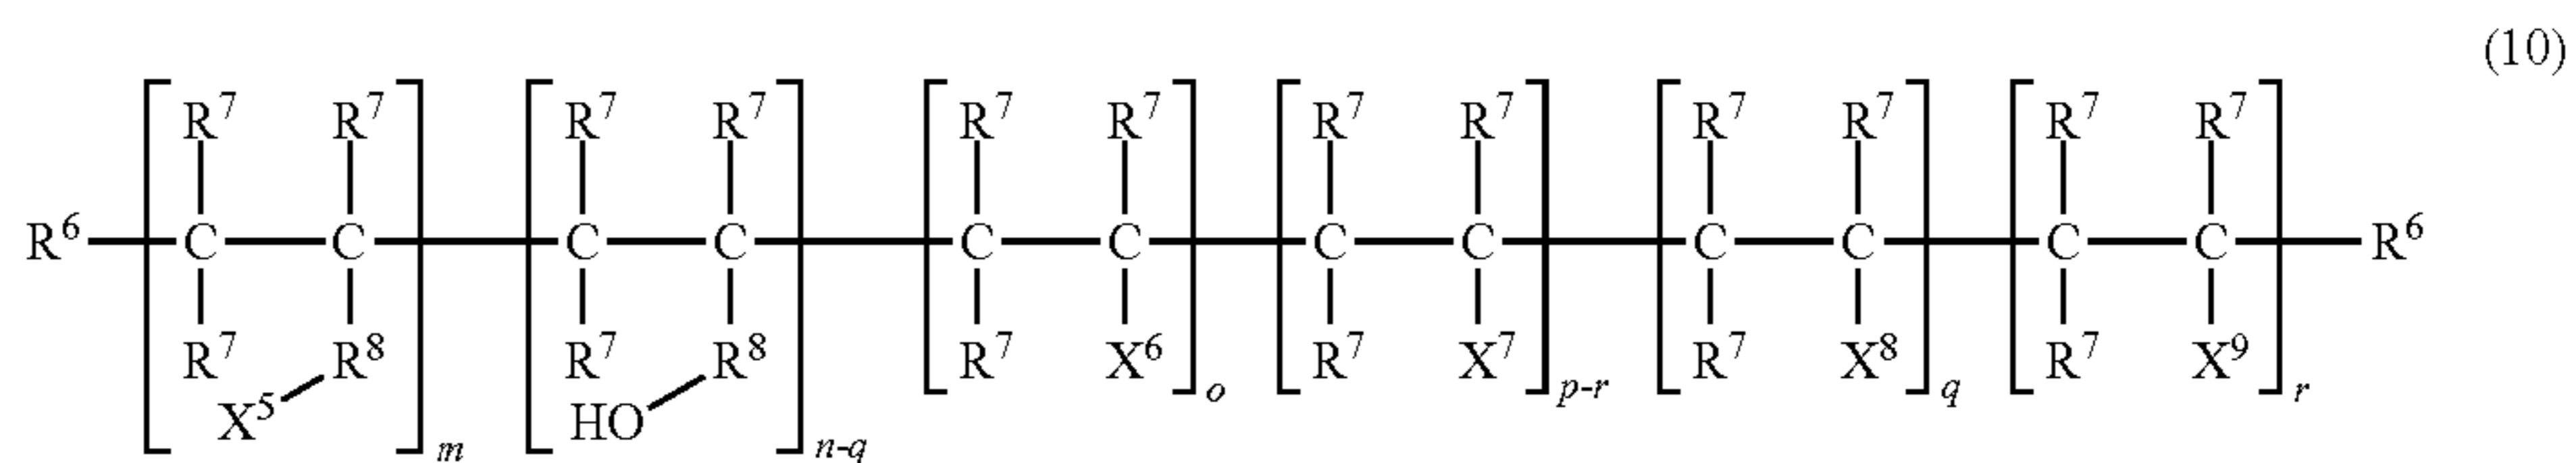 (10)
R⁷ R⁷ R⁷ R⁷ R⁷ R⁷ R⁷ R⁷ R⁷ R⁷ R⁷ R⁷
R⁶ C C C C C C C C C C C C R⁶
R⁷ R⁸ R⁷ R⁸ R⁷ X⁶ R⁷ X⁷ R⁷ X⁸ R⁷ X⁹
o p-r q r
X⁵ HO
m n-q